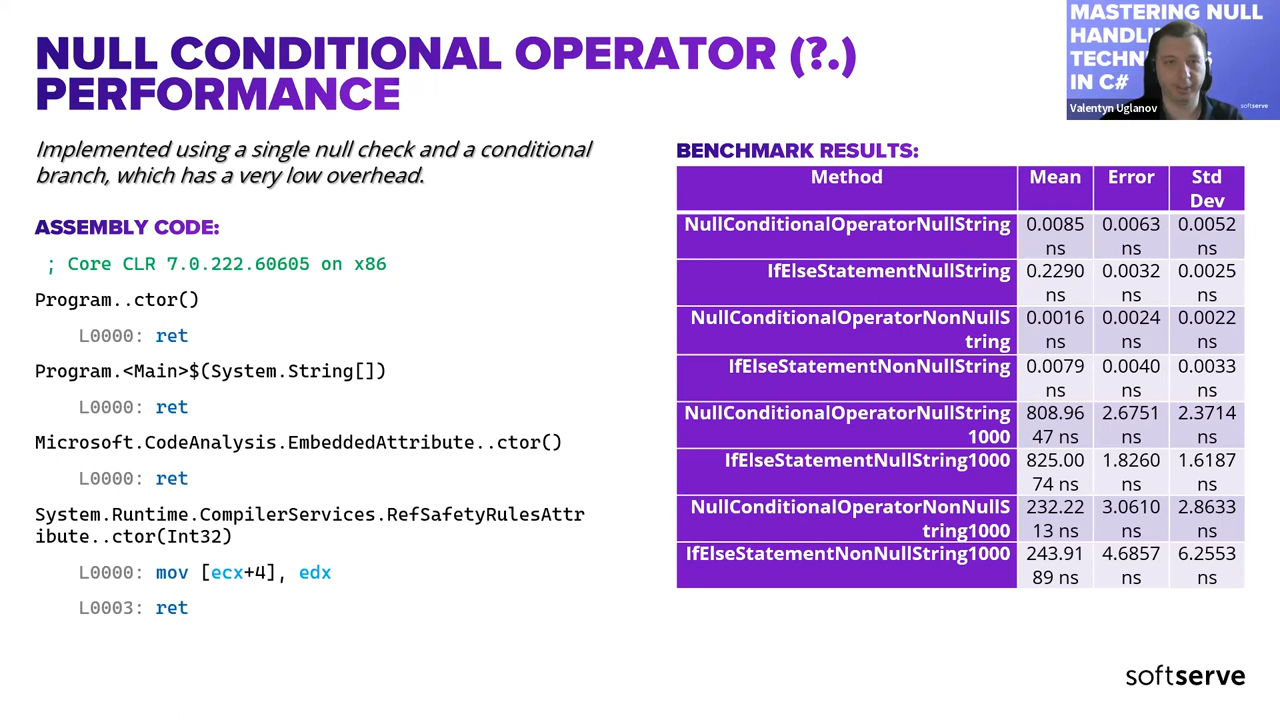 NULL CONDITIONAL OPERATOR (?.)
PERFORMANCE
Implemented using a single null check and a conditional
branch, which has a very low overhead.
ASSEMBLY CODE:
; Core CLR 7.0.222.60605 on x86
Program..ctor()
L0000: ret
Program.<Main>$(System.String[])
L0000: ret
Microsoft.CodeAnalysis.EmbeddedAttribute..ctor()
L0000: ret
System.Runtime.CompilerServices.RefSafetyRulesAttr
ibute..ctor(Int32)
L0000: mov [ecx+4], edx
L0003: ret
MASTERING NULL
HANDLI
TECHN S
IN C#
Valentyn Uglanov
softserve
BENCHMARK RESULTS:
Method Mean Error Std
Dev
NullConditionalOperatorNullString 0.0085 0.0063 0.0052
ns ns ns
IfElseStatementNullString 0.2290 0.0032 0.0025
ns ns ns
NullConditionalOperatorNonNullS 0.0016 0.0024 0.0022
tring ns ns ns
IfElseStatementNonNullString 0.0079 0.0040 0.0033
ns ns ns
NullConditionalOperatorNullString 808.96 2.6751 2.3714
1000 47 ns ns ns
IfElseStatementNullString1000 825.00 1.8260 1.6187
74 ns ns ns
NullConditionalOperatorNonNullS 232.22 3.0610 2.8633
tring1000 13 ns ns ns
IfElseStatementNonNullString1000 243.91 4.6857 6.2553
89 ns ns ns
softserve